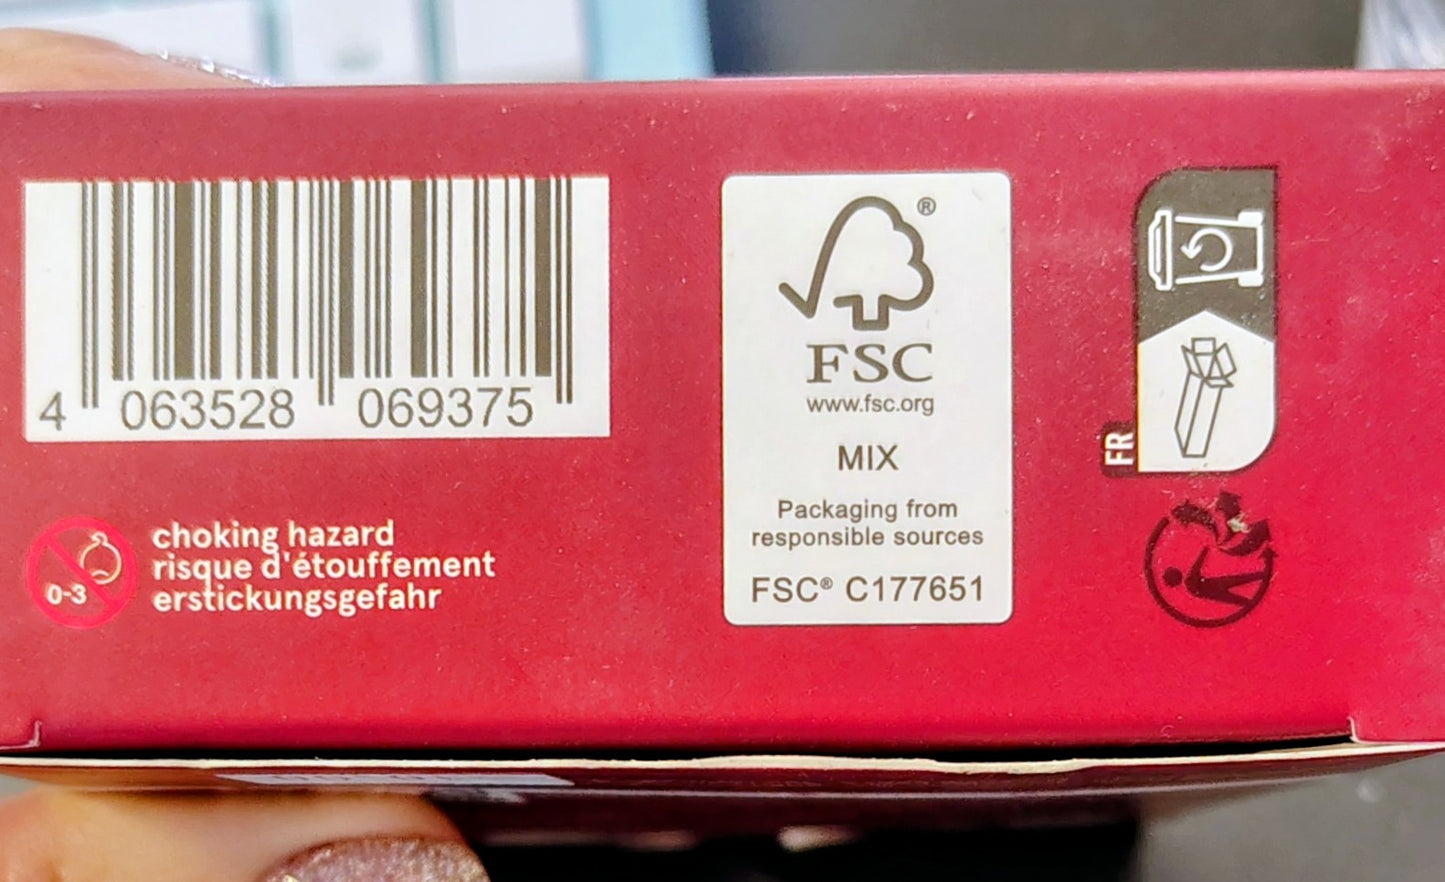 4 063528 069375
0-3
choking hazard
risque d'étouffement
erstickungsgefahr
®
FSC
www.fsc.org
MIX
Packaging from
responsible sources
FSC® C177651
FR